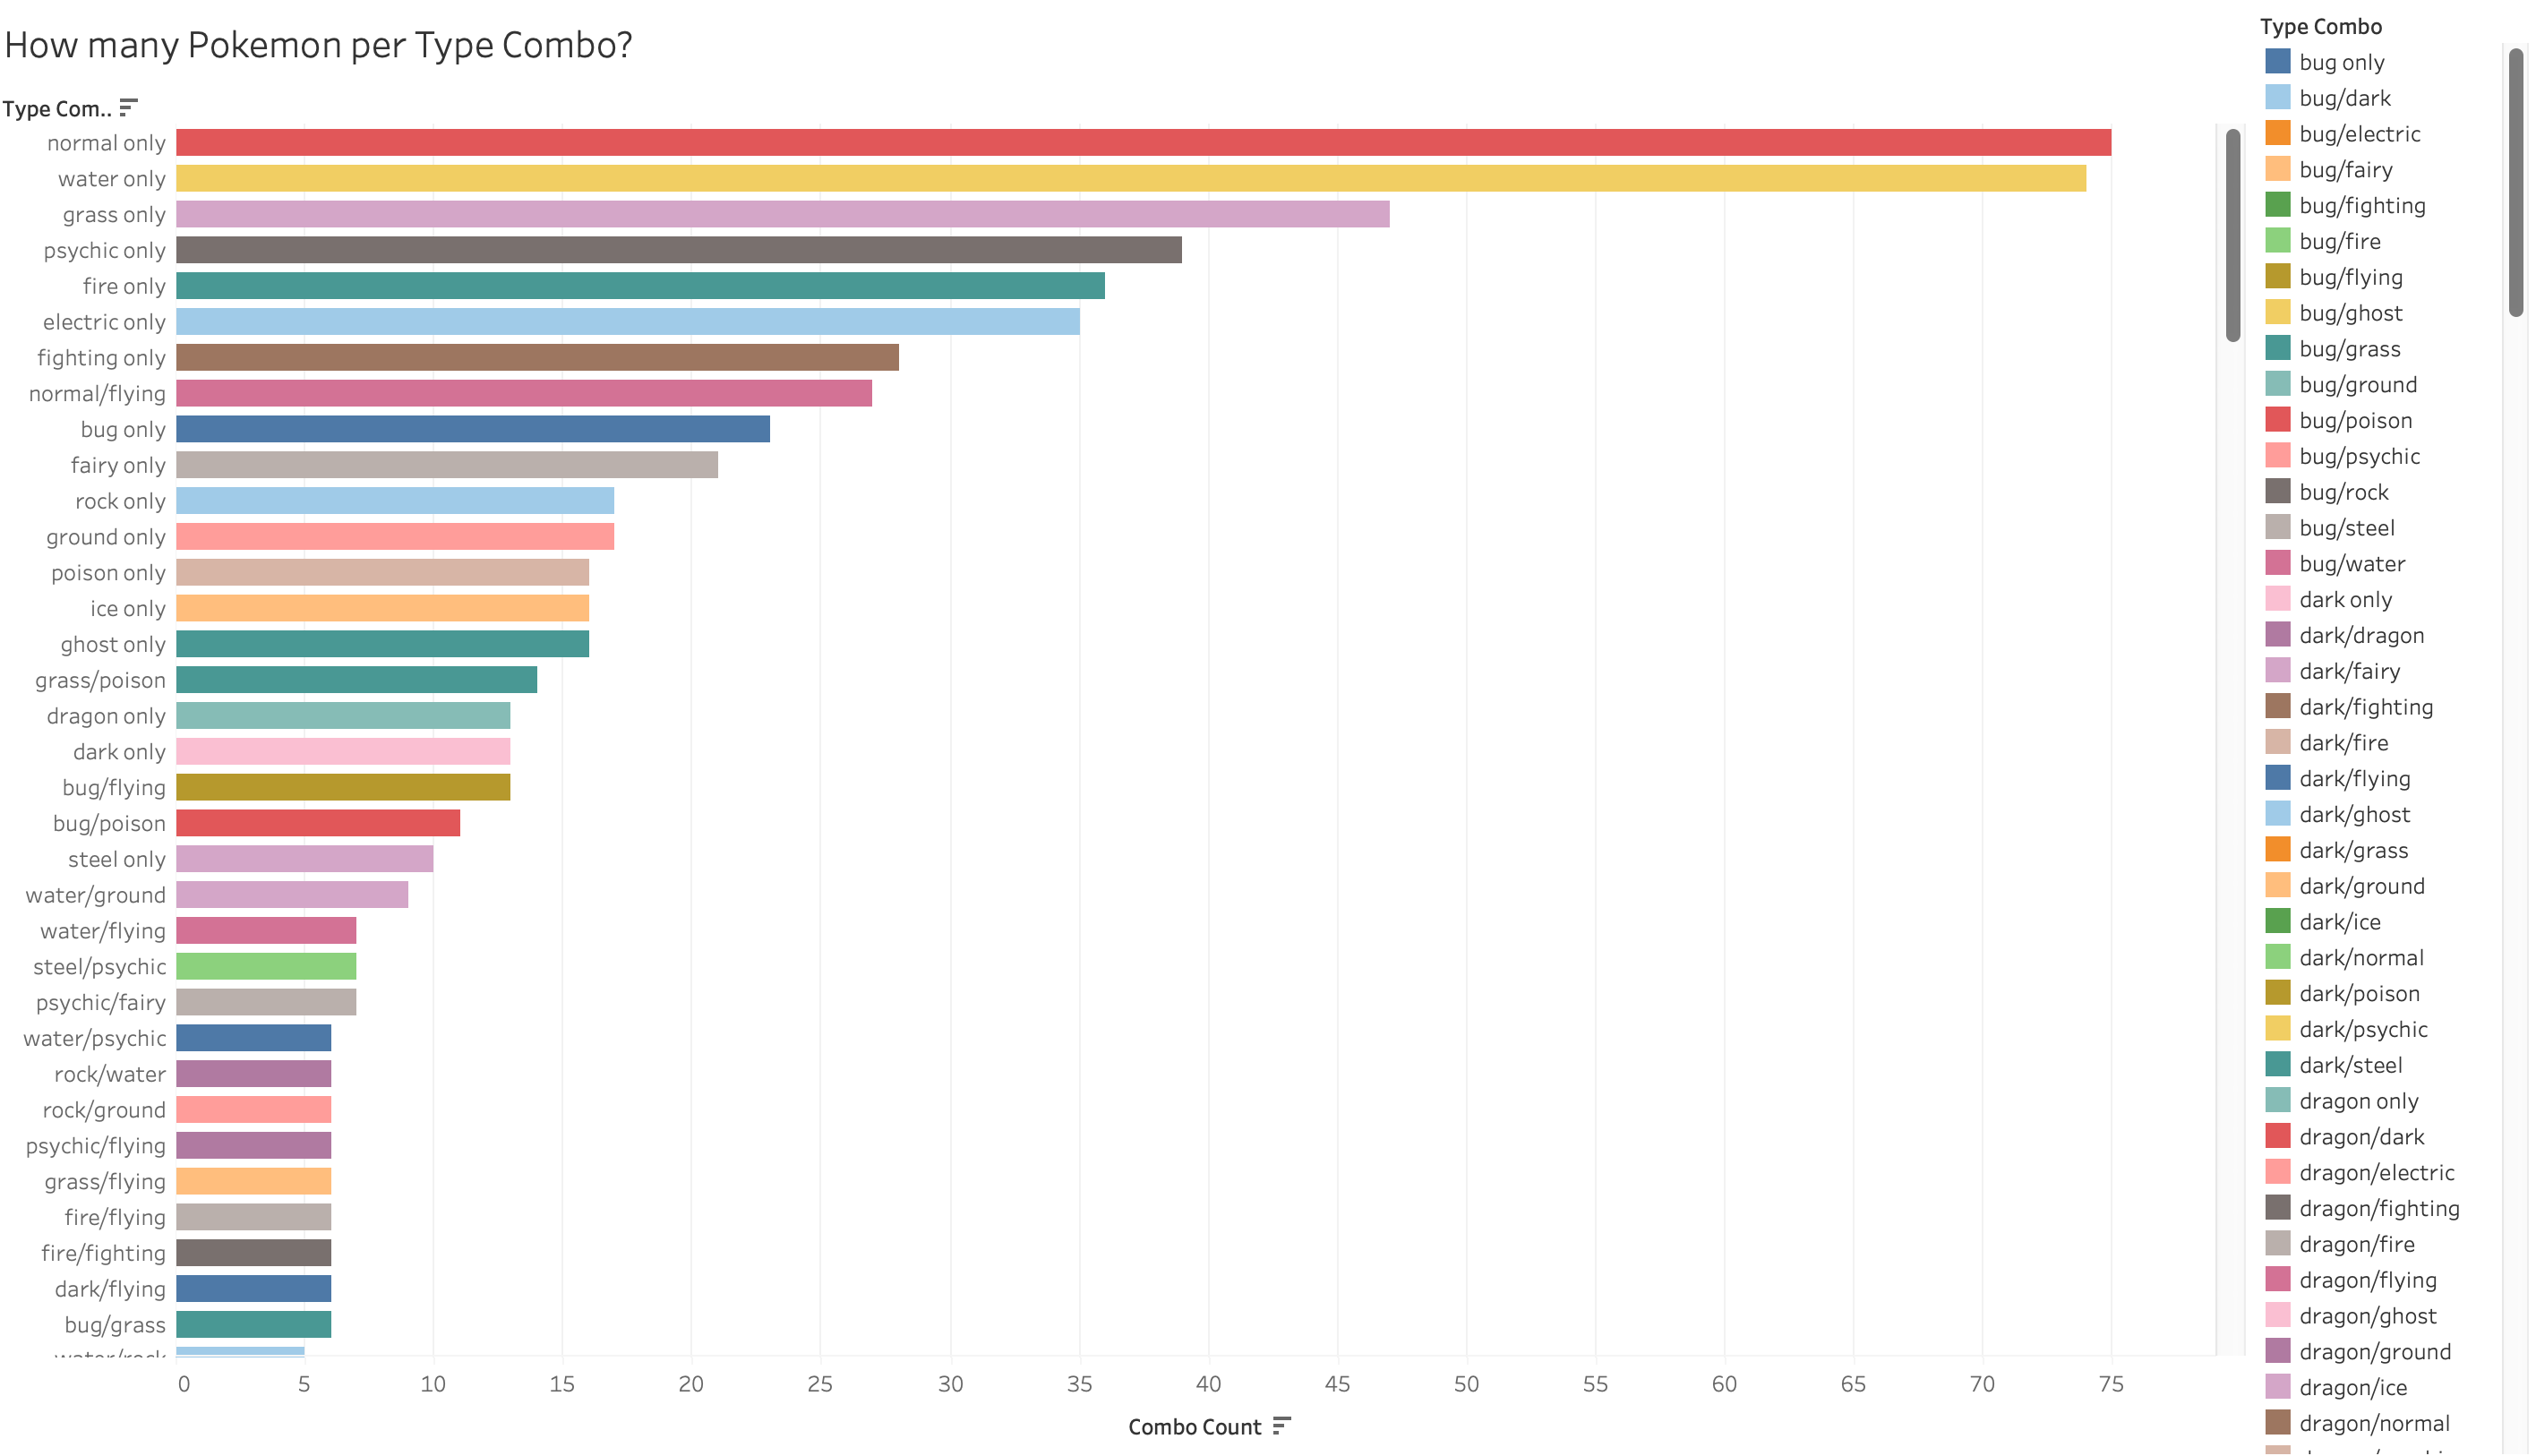 How many Pokemon per Type Combo?
Type Com..
normal only
water only
grass only
psychic only
fire only
electric only
fighting only
normal/flying
bug only
fairy only
rock only
ground only
poison only
ice only
ghost only
grass/poison
dragon only
dark only
bug/flying
bug/poison
steel only
water/ground
water/flying
steel/psychic
psychic/fairy
water/psychic
rock/water
rock/ground
psychic/flying
grass/flying
fire/flying
fire/fighting
dark/flying
bug/grass
water/rock
0 5 10 15 20 25 30 35 40 45 50 55 60 65 70 75
Combo Count
Type Combo
bug only
bug/dark
bug/electric
bug/fairy
bug/fighting
bug/fire
bug/flying
bug/ghost
bug/grass
bug/ground
bug/poison
bug/psychic
bug/rock
bug/steel
bug/water
dark only
dark/dragon
dark/fairy
dark/fighting
dark/fire
dark/flying
dark/ghost
dark/grass
dark/ground
dark/ice
dark/normal
dark/poison
dark/psychic
dark/steel
dragon only
dragon/dark
dragon/electric
dragon/fighting
dragon/fire
dragon/flying
dragon/ghost
dragon/ground
dragon/ice
dragon/normal